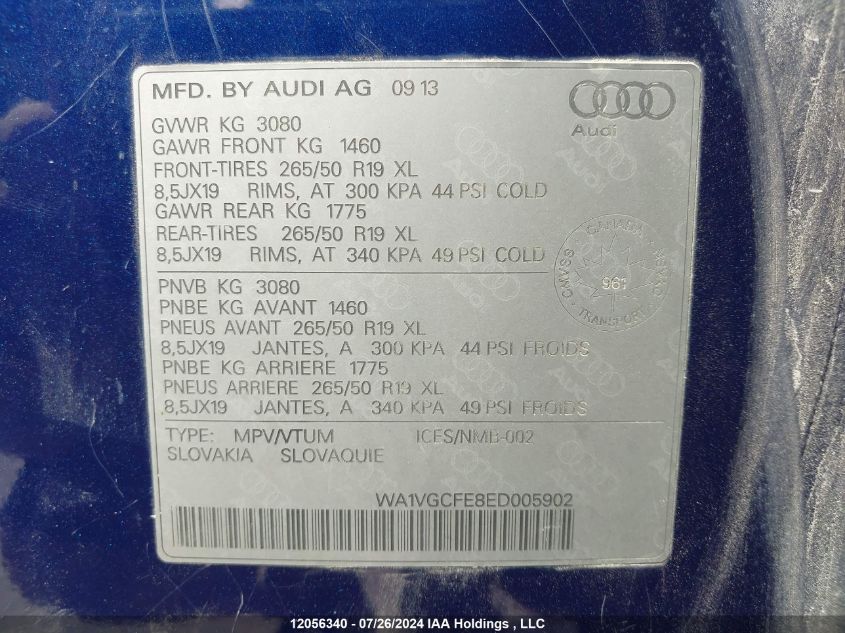 MFD. BY AUDI AG 09 13
Audi
GVWR KG 3080
GAWR FRONT KG 1460
FRONT-TIRES 265/50 R19 XL
8,5JX19 RIMS, AT 300 KPA 44 PSI COLD
GAWR REAR KG 1775
REAR-TIRES 265/50 R19 XL
8,5JX19 RIMS, AT 340 KPA 49 PSI COLD
CANADA
CMVSS
961
TRANSPORT
PNVB KG 3080
PNBE KG AVANT 1460
PNEUS AVANT 265/50 R19 XL
8,5JX19 JANTES, A 300 KPA 44 PSI FROIDS
PNBE KG ARRIERE 1775
PNEUS ARRIERE 265/50 R19 XL
8,5JX19 JANTES, A 340 KPA 49 PSI FROIDS
TYPE: MPV/VTUM ICES/NMB-002
SLOVAKIA SLOVAQUIE
WA1VGCFE8ED005902
12056340 - 07/26/2024 IAA Holdings , LLC